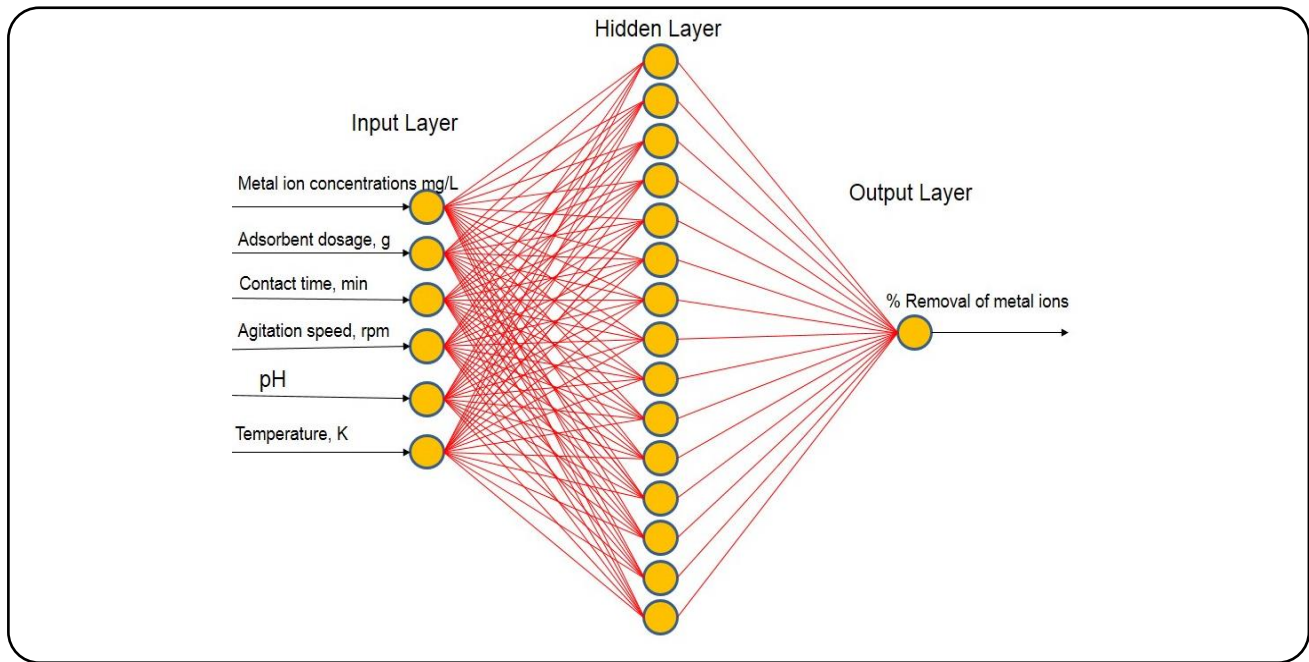 Hidden Layer
Input Layer
Metal ion concentrations mg/L
Output Layer
Adsorbent dosage, g
Contact time, min
% Removal of metal ions
Agitation speed, rpm
pH
Temperature, K